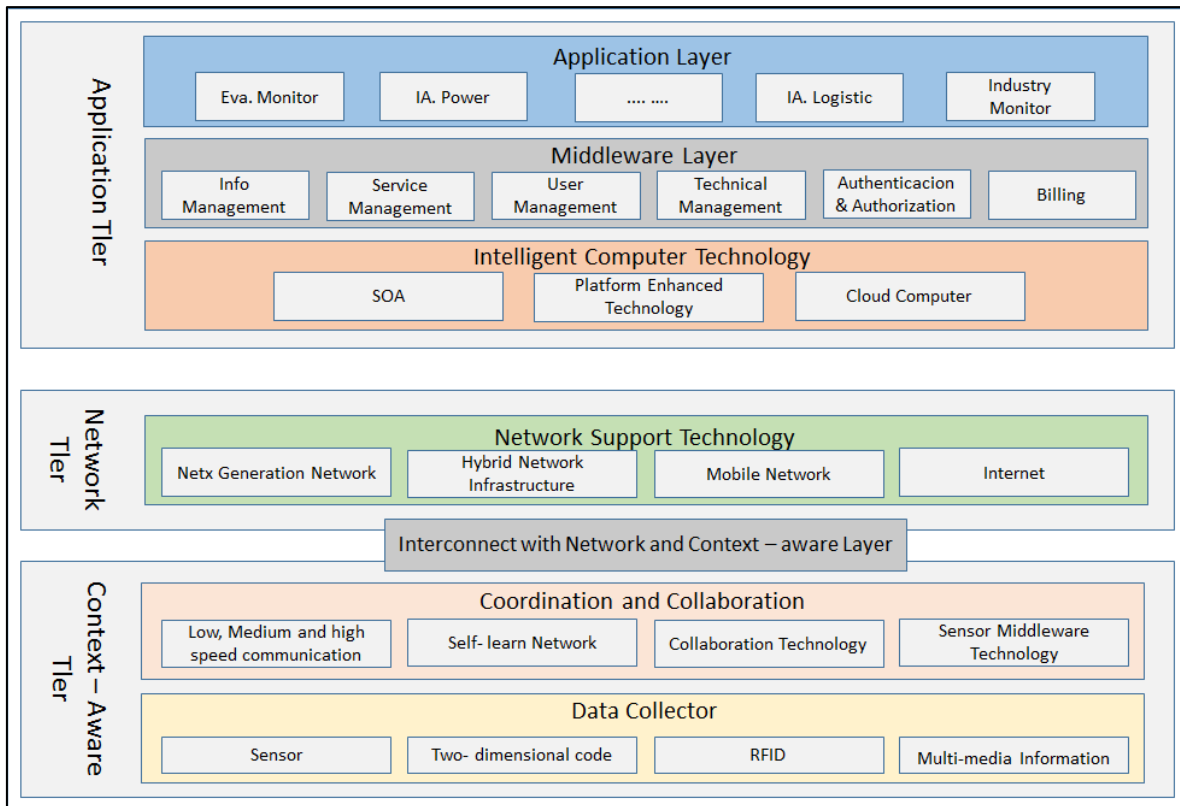 Application Tler
Application Layer
Eva. Monitor
IA. Power
.... ....
IA. Logistic
Industry
Monitor
Middleware Layer
Info
Management
Service
Management
User
Management
Technical
Management
Authenticacion
& Authorization
Billing
Intelligent Computer Technology
SOA
Platform Enhanced
Technology
Cloud Computer
Network
Tler
Network Support Technology
Netx Generation Network
Hybrid Network
Infrastructure
Mobile Network
Internet
Interconnect with Network and Context – aware Layer
Context – Aware
Tler
Coordination and Collaboration
Low, Medium and high
speed communication
Self- learn Network
Collaboration Technology
Sensor Middleware
Technology
Data Collector
Sensor
Two- dimensional code
RFID
Multi-media Information